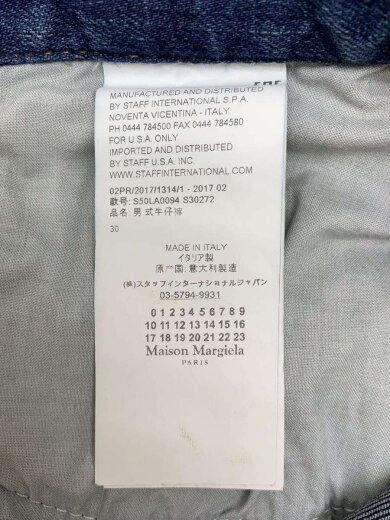 MANUFACTURED AND DISTRIBUTED
BY STAFF INTERNATIONAL S.P.A.
NOVENTA VICENTINA - ITALY
PH 0444 784500 FAX 0444 784580
FOR U.S.A. ONLY
IMPORTED AND DISTRIBUTED
BY STAFF U.S.A. INC.
WWW.STAFFINTERNATIONAL.COM
02PR/2017/1314/1 - 2017 02
款号: S50LA0094 S30272
品名: 男式牛仔裤
30
MADE IN ITALY
イタリア製
原产国: 意大利製造
(株)スタッフインターナショナルジャパン
03-5794-9931
0 1 2 3 4 5 6 7 8 9
10 11 12 13 14 15 16
17 18 19 20 21 22 23
Maison Margiela
PARIS